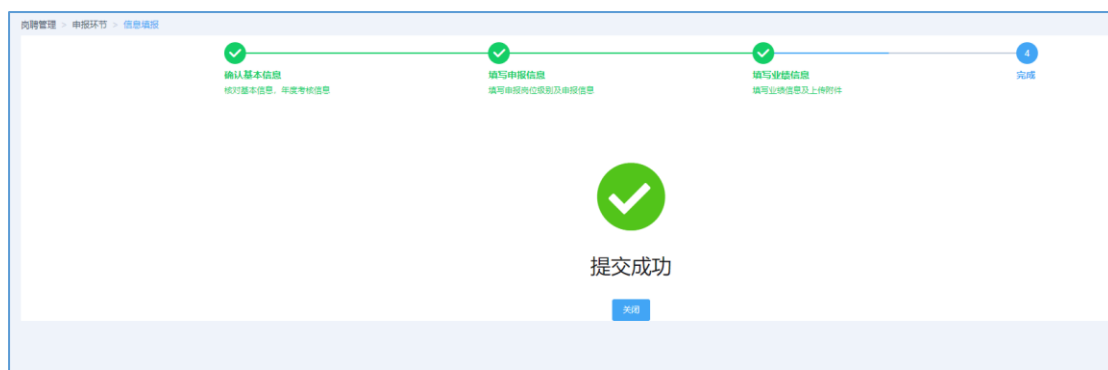 岗聘管理 > 申报环节 > 信息填报
4
确认基本信息
填写申报信息
填写业绩信息
完成
核对基本信息、年度考核信息
填写申报岗位级别及申报信息
填写业绩信息及上传附件
提交成功
关闭